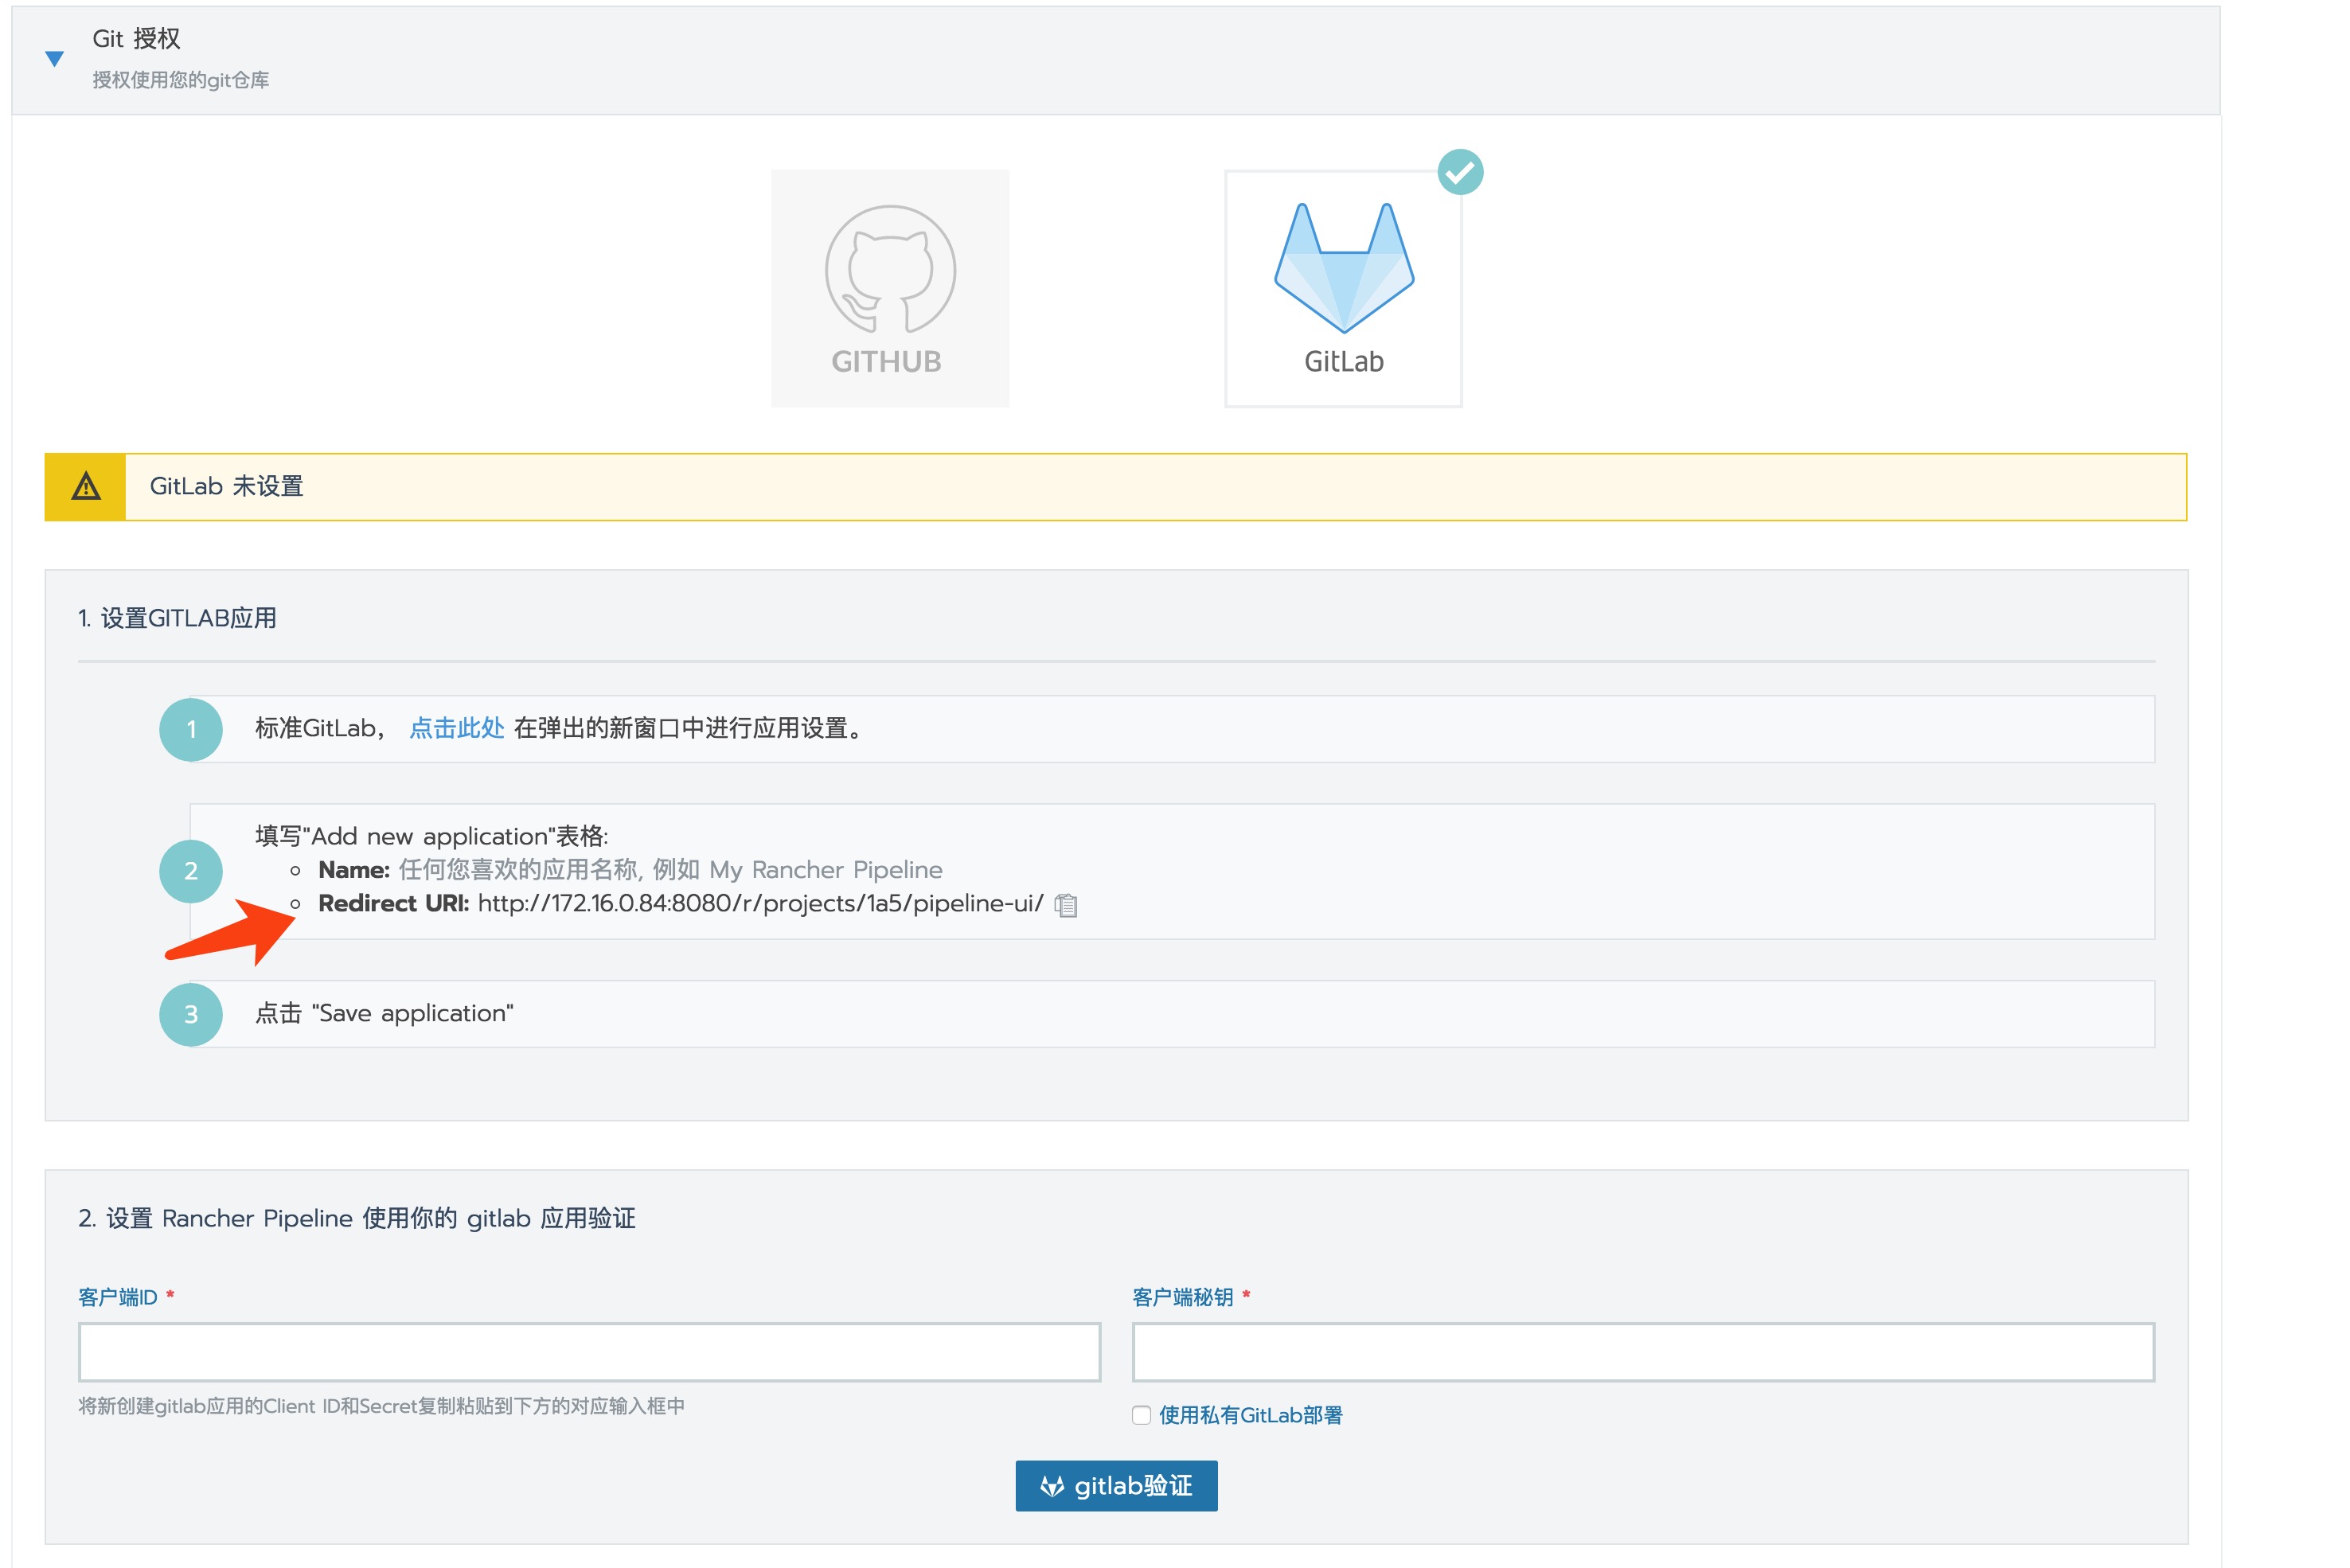 Git 授权
授权使用您的git仓库
GITHUB
GitLab
GitLab 未设置
1. 设置GITLAB应用
1
标准GitLab， 点击此处 在弹出的新窗口中进行应用设置。
2
填写"Add new application"表格:
Name: 任何您喜欢的应用名称, 例如 My Rancher Pipeline
Redirect URI: http://172.16.0.84:8080/r/projects/1a5/pipeline-ui/
3
点击 "Save application"
2. 设置 Rancher Pipeline 使用你的 gitlab 应用验证
客户端ID *
客户端秘钥 *
将新创建gitlab应用的Client ID和Secret复制粘贴到下方的对应输入框中
使用私有GitLab部署
gitlab验证